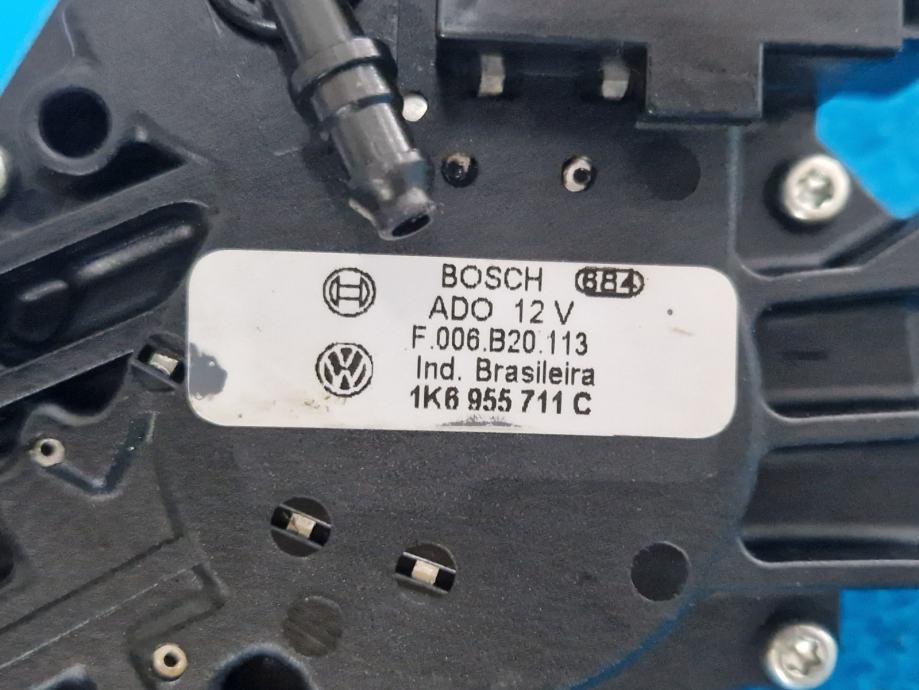 BOSCH 884
ADO 12 V
F.006.B20.113
Ind. Brasileira
1K6 955 711 C